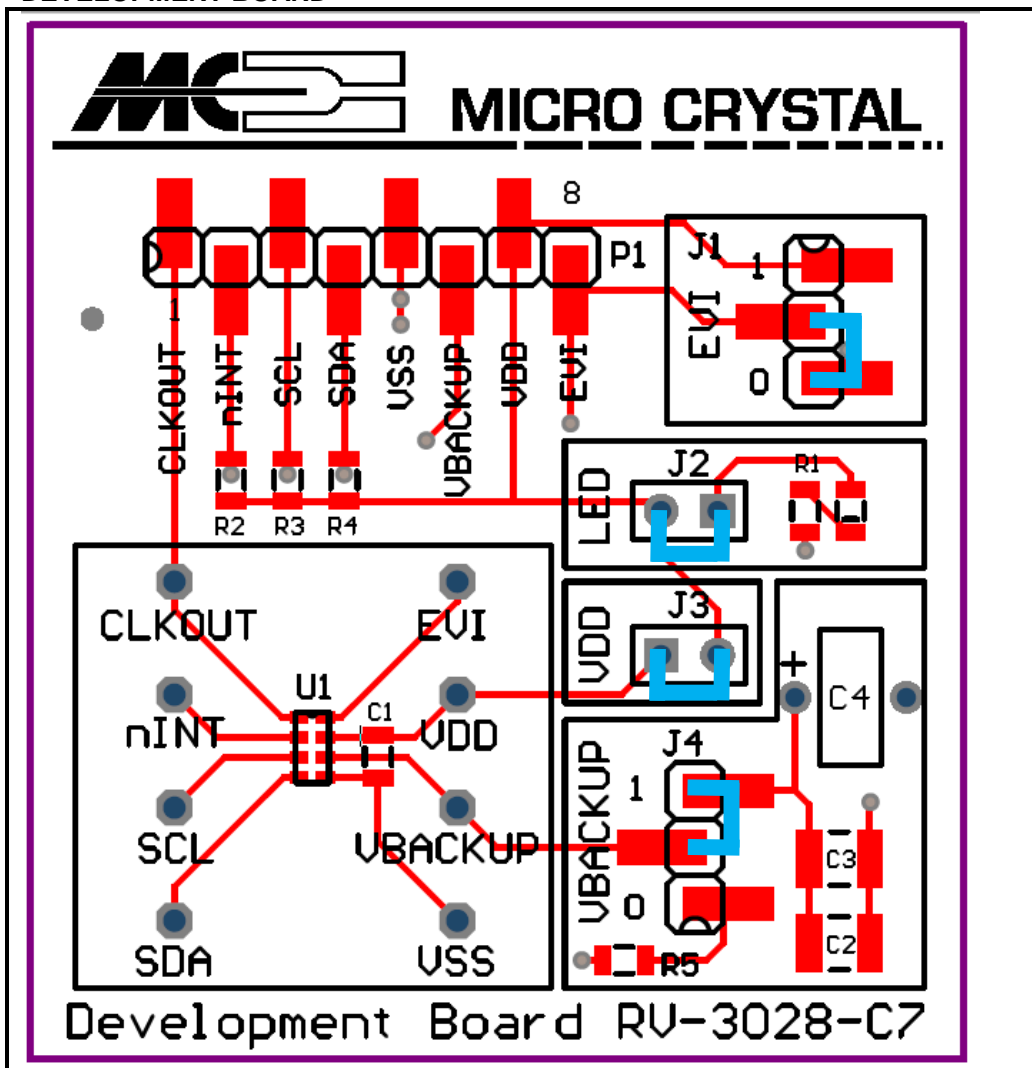 DEVELOPMENT BOARD
MICRO CRYSTAL
8
P1
1
CLKOUT
nINT
SCL
SDA
VSS
VBACKUP
VDD
EVI
J1
1
EVI
0
R2
R3
R4
LED
J2
R1
VDD
J3
CLKOUT
EVI
U1
C1
nINT
VDD
SCL
VBACKUP
SDA
VSS
+
C4
J4
VBACKUP
1
0
C3
C2
R5
Development Board RV-3028-C7